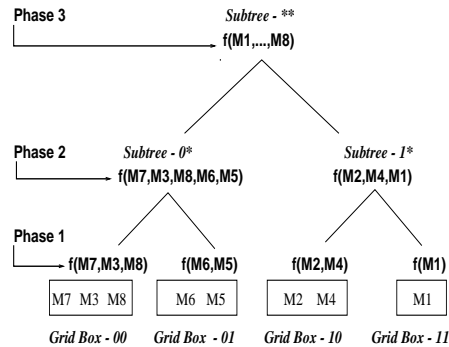 Phase 3
Subtree - **
f(M1,...,M8)
Phase 2
Subtree - 0*
Subtree - 1*
f(M7,M3,M8,M6,M5)
f(M2,M4,M1)
Phase 1
f(M7,M3,M8)
f(M6,M5)
f(M2,M4)
f(M1)
M7 M3 M8
M6 M5
M2 M4
M1
Grid Box - 00
Grid Box - 01
Grid Box - 10
Grid Box - 11